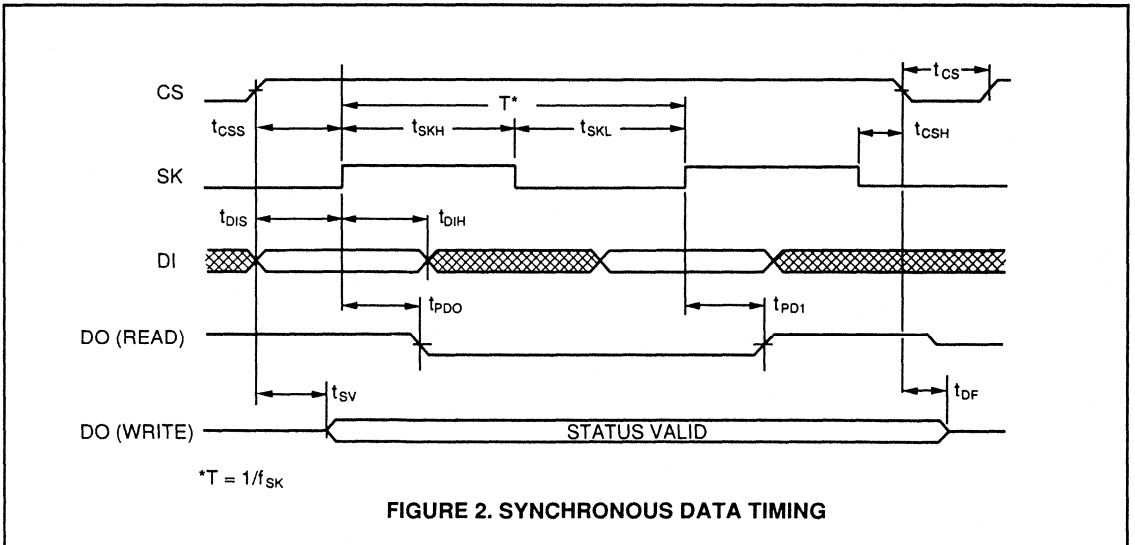 CS
tCS
T*
tCSS
tSKH
tSKL
tCSH
SK
tDIS
tDIH
DI
tPDO
tPD1
DO (READ)
tSV
tDF
DO (WRITE)
STATUS VALID
*T = 1/fSK
FIGURE 2. SYNCHRONOUS DATA TIMING